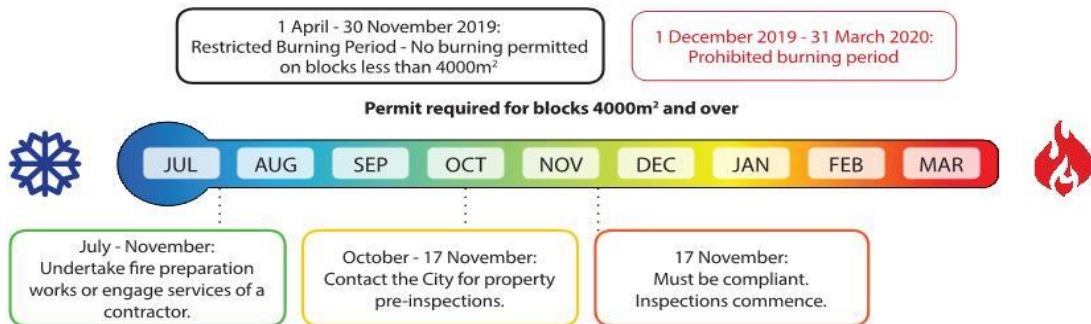 1 April - 30 November 2019:
Restricted Burning Period - No burning permitted
on blocks less than 4000m²
1 December 2019 - 31 March 2020:
Prohibited burning period
Permit required for blocks 4000m² and over
JUL AUG SEP OCT NOV DEC JAN FEB MAR
July - November:
Undertake fire preparation
works or engage services of a
contractor.
October - 17 November:
Contact the City for property
pre-inspections.
17 November:
Must be compliant.
Inspections commence.